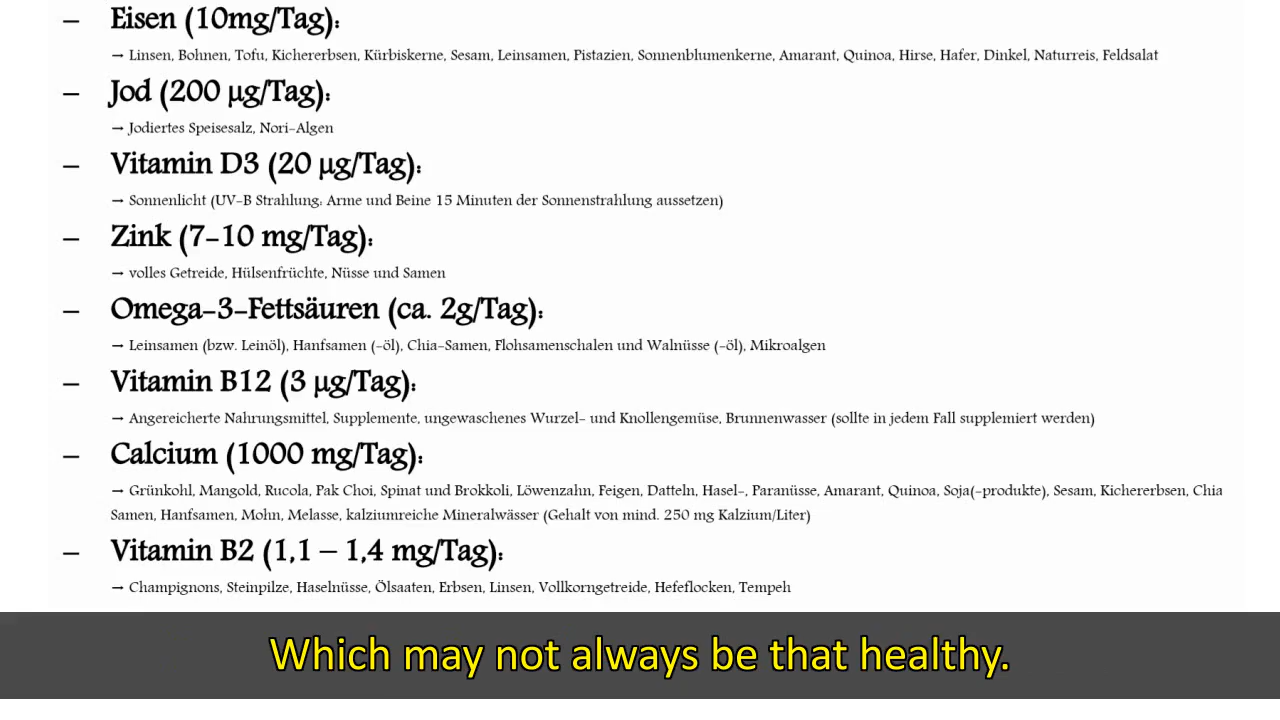 – Eisen (10mg/Tag):
→ Linsen, Bohnen, Tofu, Kichererbsen, Kürbiskerne, Sesam, Leinsamen, Pistazien, Sonnenblumenkerne, Amarant, Quinoa, Hirse, Hafer, Dinkel, Naturreis, Feldsalat
– Jod (200 µg/Tag):
→ Jodiertes Speisesalz, Nori-Algen
– Vitamin D3 (20 µg/Tag):
→ Sonnenlicht (UV-B Strahlung: Arme und Beine 15 Minuten der Sonnenstrahlung aussetzen)
– Zink (7-10 mg/Tag):
→ volles Getreide, Hülsenfrüchte, Nüsse und Samen
– Omega-3-Fettsäuren (ca. 2g/Tag):
→ Leinsamen (bzw. Leinöl), Hanfsamen (-öl), Chia-Samen, Flohsamenschalen und Walnüsse (-öl), Mikroalgen
– Vitamin B12 (3 µg/Tag):
→ Angereicherte Nahrungsmittel, Supplemente, ungewaschenes Wurzel- und Knollengemüse, Brunnenwasser (sollte in jedem Fall supplemiert werden)
– Calcium (1000 mg/Tag):
→ Grünkohl, Mangold, Rucola, Pak Choi, Spinat und Brokkoli, Löwenzahn, Feigen, Datteln, Hasel-, Paranüsse, Amarant, Quinoa, Soja(-produkte), Sesam, Kichererbsen, Chia
Samen, Hanfsamen, Mohn, Melasse, kalziumreiche Mineralwässer (Gehalt von mind. 250 mg Kalzium/Liter)
– Vitamin B2 (1,1 – 1,4 mg/Tag):
→ Champignons, Steinpilze, Haselnüsse, Ölsaaten, Erbsen, Linsen, Vollkorngetreide, Hefeflocken, Tempeh
Which may not always be that healthy.